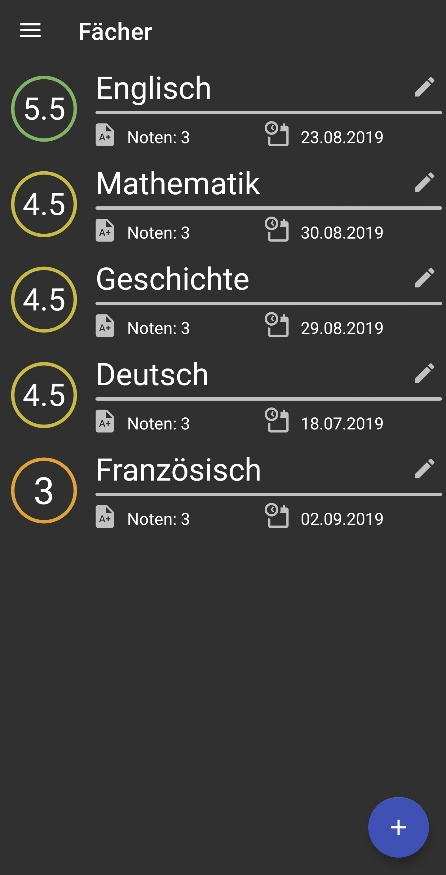 Fächer
5.5
Englisch
A+ Noten: 3 23.08.2019
4.5
Mathematik
A+ Noten: 3 30.08.2019
4.5
Geschichte
A+ Noten: 3 29.08.2019
4.5
Deutsch
A+ Noten: 3 18.07.2019
3
Französisch
A+ Noten: 3 02.09.2019
+